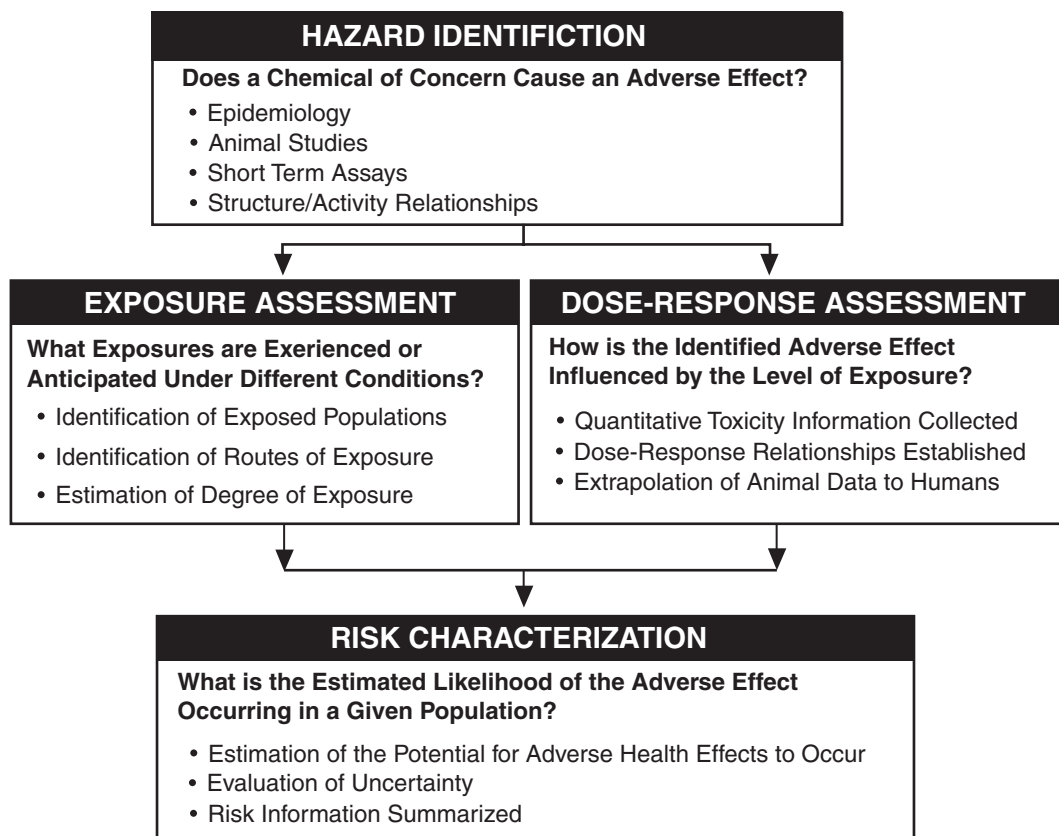 HAZARD IDENTIFICTION
Does a Chemical of Concern Cause an Adverse Effect?
• Epidemiology
• Animal Studies
• Short Term Assays
• Structure/Activity Relationships
EXPOSURE ASSESSMENT
What Exposures are Exerienced or
Anticipated Under Different Conditions?
• Identification of Exposed Populations
• Identification of Routes of Exposure
• Estimation of Degree of Exposure
DOSE-RESPONSE ASSESSMENT
How is the Identified Adverse Effect
Influenced by the Level of Exposure?
• Quantitative Toxicity Information Collected
• Dose-Response Relationships Established
• Extrapolation of Animal Data to Humans
RISK CHARACTERIZATION
What is the Estimated Likelihood of the Adverse Effect
Occurring in a Given Population?
• Estimation of the Potential for Adverse Health Effects to Occur
• Evaluation of Uncertainty
• Risk Information Summarized